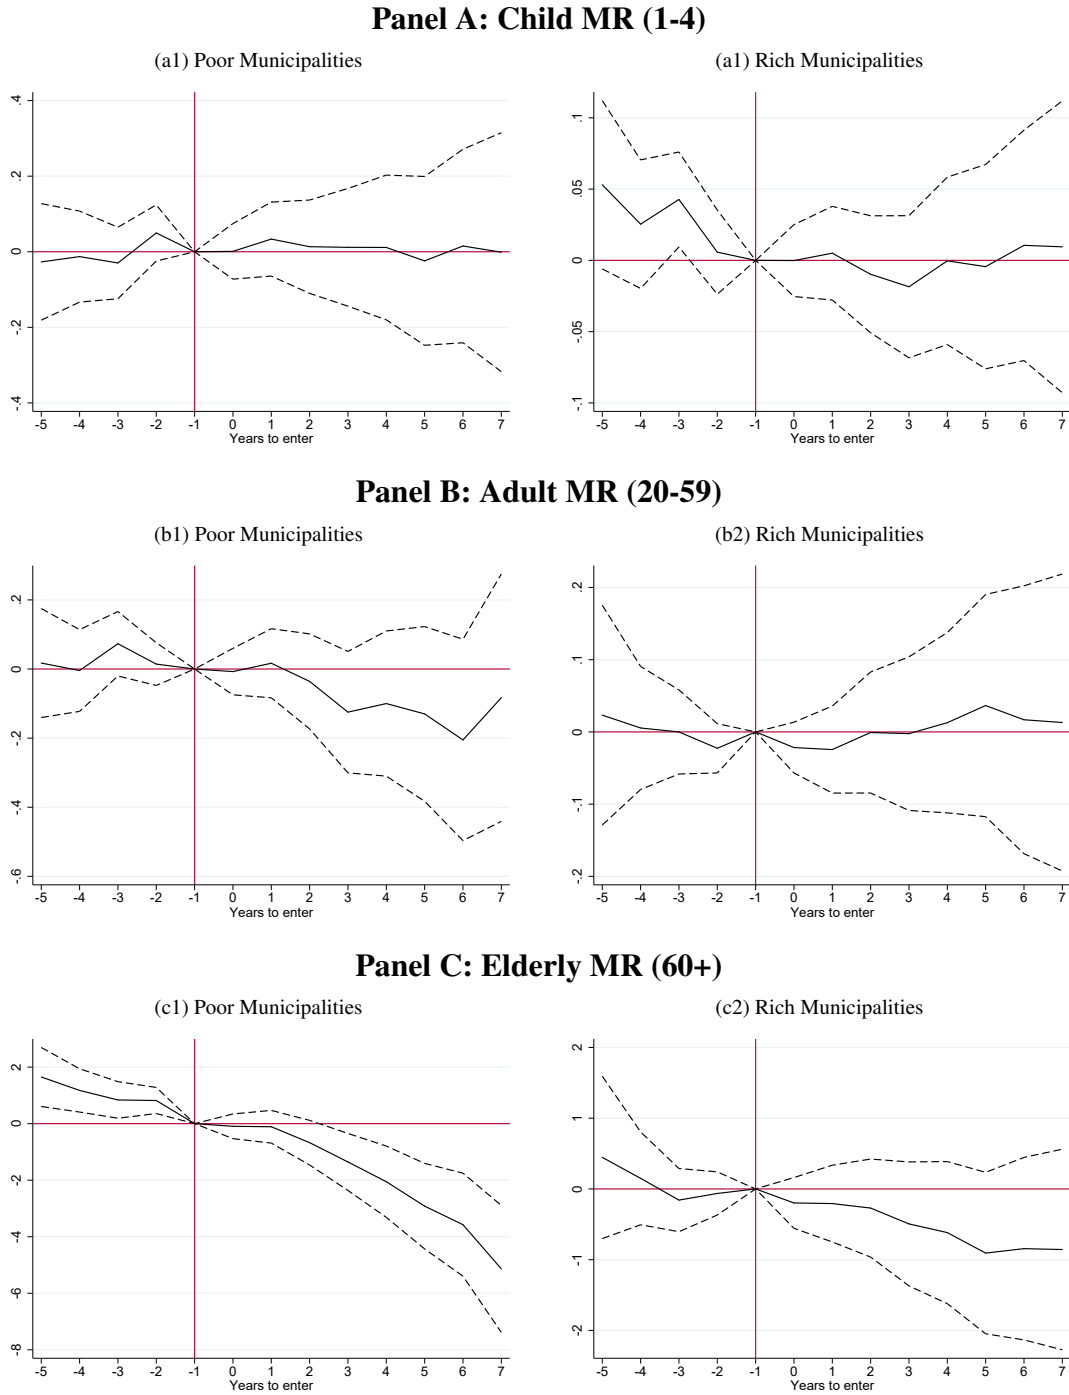 Panel A: Child MR (1-4)
(a1) Poor Municipalities
.4
.2
0
-.2
-.4
-5 -4 -3 -2 -1 0 1 2 3 4 5 6 7
Years to enter
(a1) Rich Municipalities
.1
.05
0
-.05
-.1
-5 -4 -3 -2 -1 0 1 2 3 4 5 6 7
Years to enter
Panel B: Adult MR (20-59)
(b1) Poor Municipalities
.2
0
-.2
-.4
-.6
-5 -4 -3 -2 -1 0 1 2 3 4 5 6 7
Years to enter
(b2) Rich Municipalities
.2
.1
0
-.1
-.2
-5 -4 -3 -2 -1 0 1 2 3 4 5 6 7
Years to enter
Panel C: Elderly MR (60+)
(c1) Poor Municipalities
2
0
-2
-4
-6
-8
-5 -4 -3 -2 -1 0 1 2 3 4 5 6 7
Years to enter
(c2) Rich Municipalities
2
1
0
-1
-2
-5 -4 -3 -2 -1 0 1 2 3 4 5 6 7
Years to enter